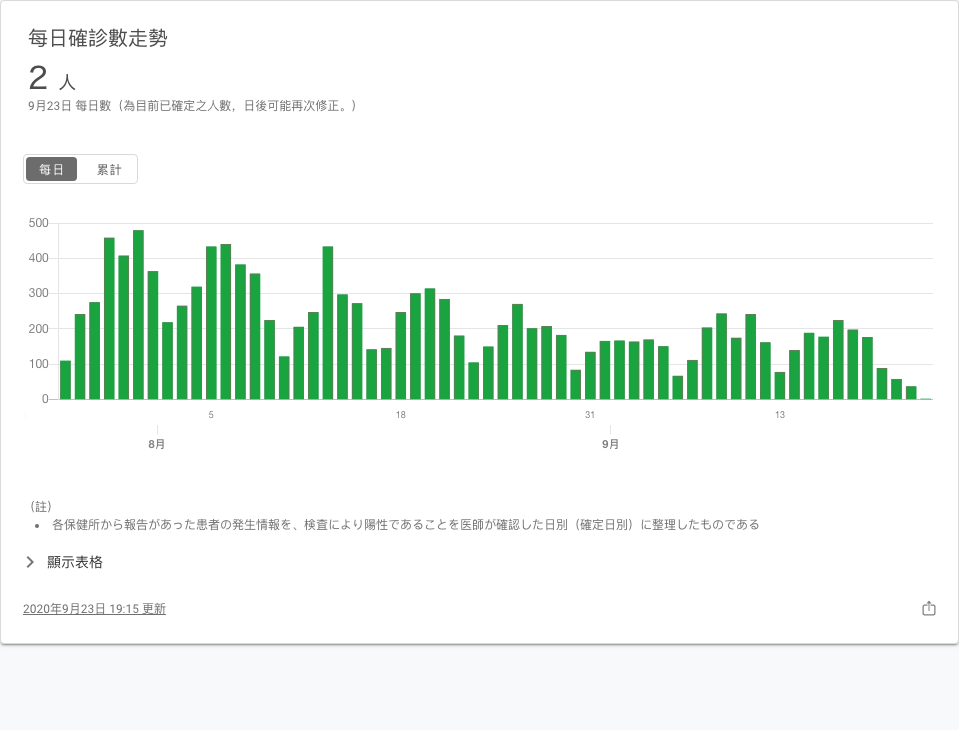 每日確診數走勢
2 人
9月23日 每日數（為目前已確定之人數，日後可能再次修正。）
每日 累計
500
400
300
200
100
0
5 18 31 13
8月 9月
（註）
• 各保健所から報告があった患者の発生情報を、検査により陽性であることを医師が確認した日別（確定日別）に整理したものである
顯示表格
2020年9月23日 19:15 更新